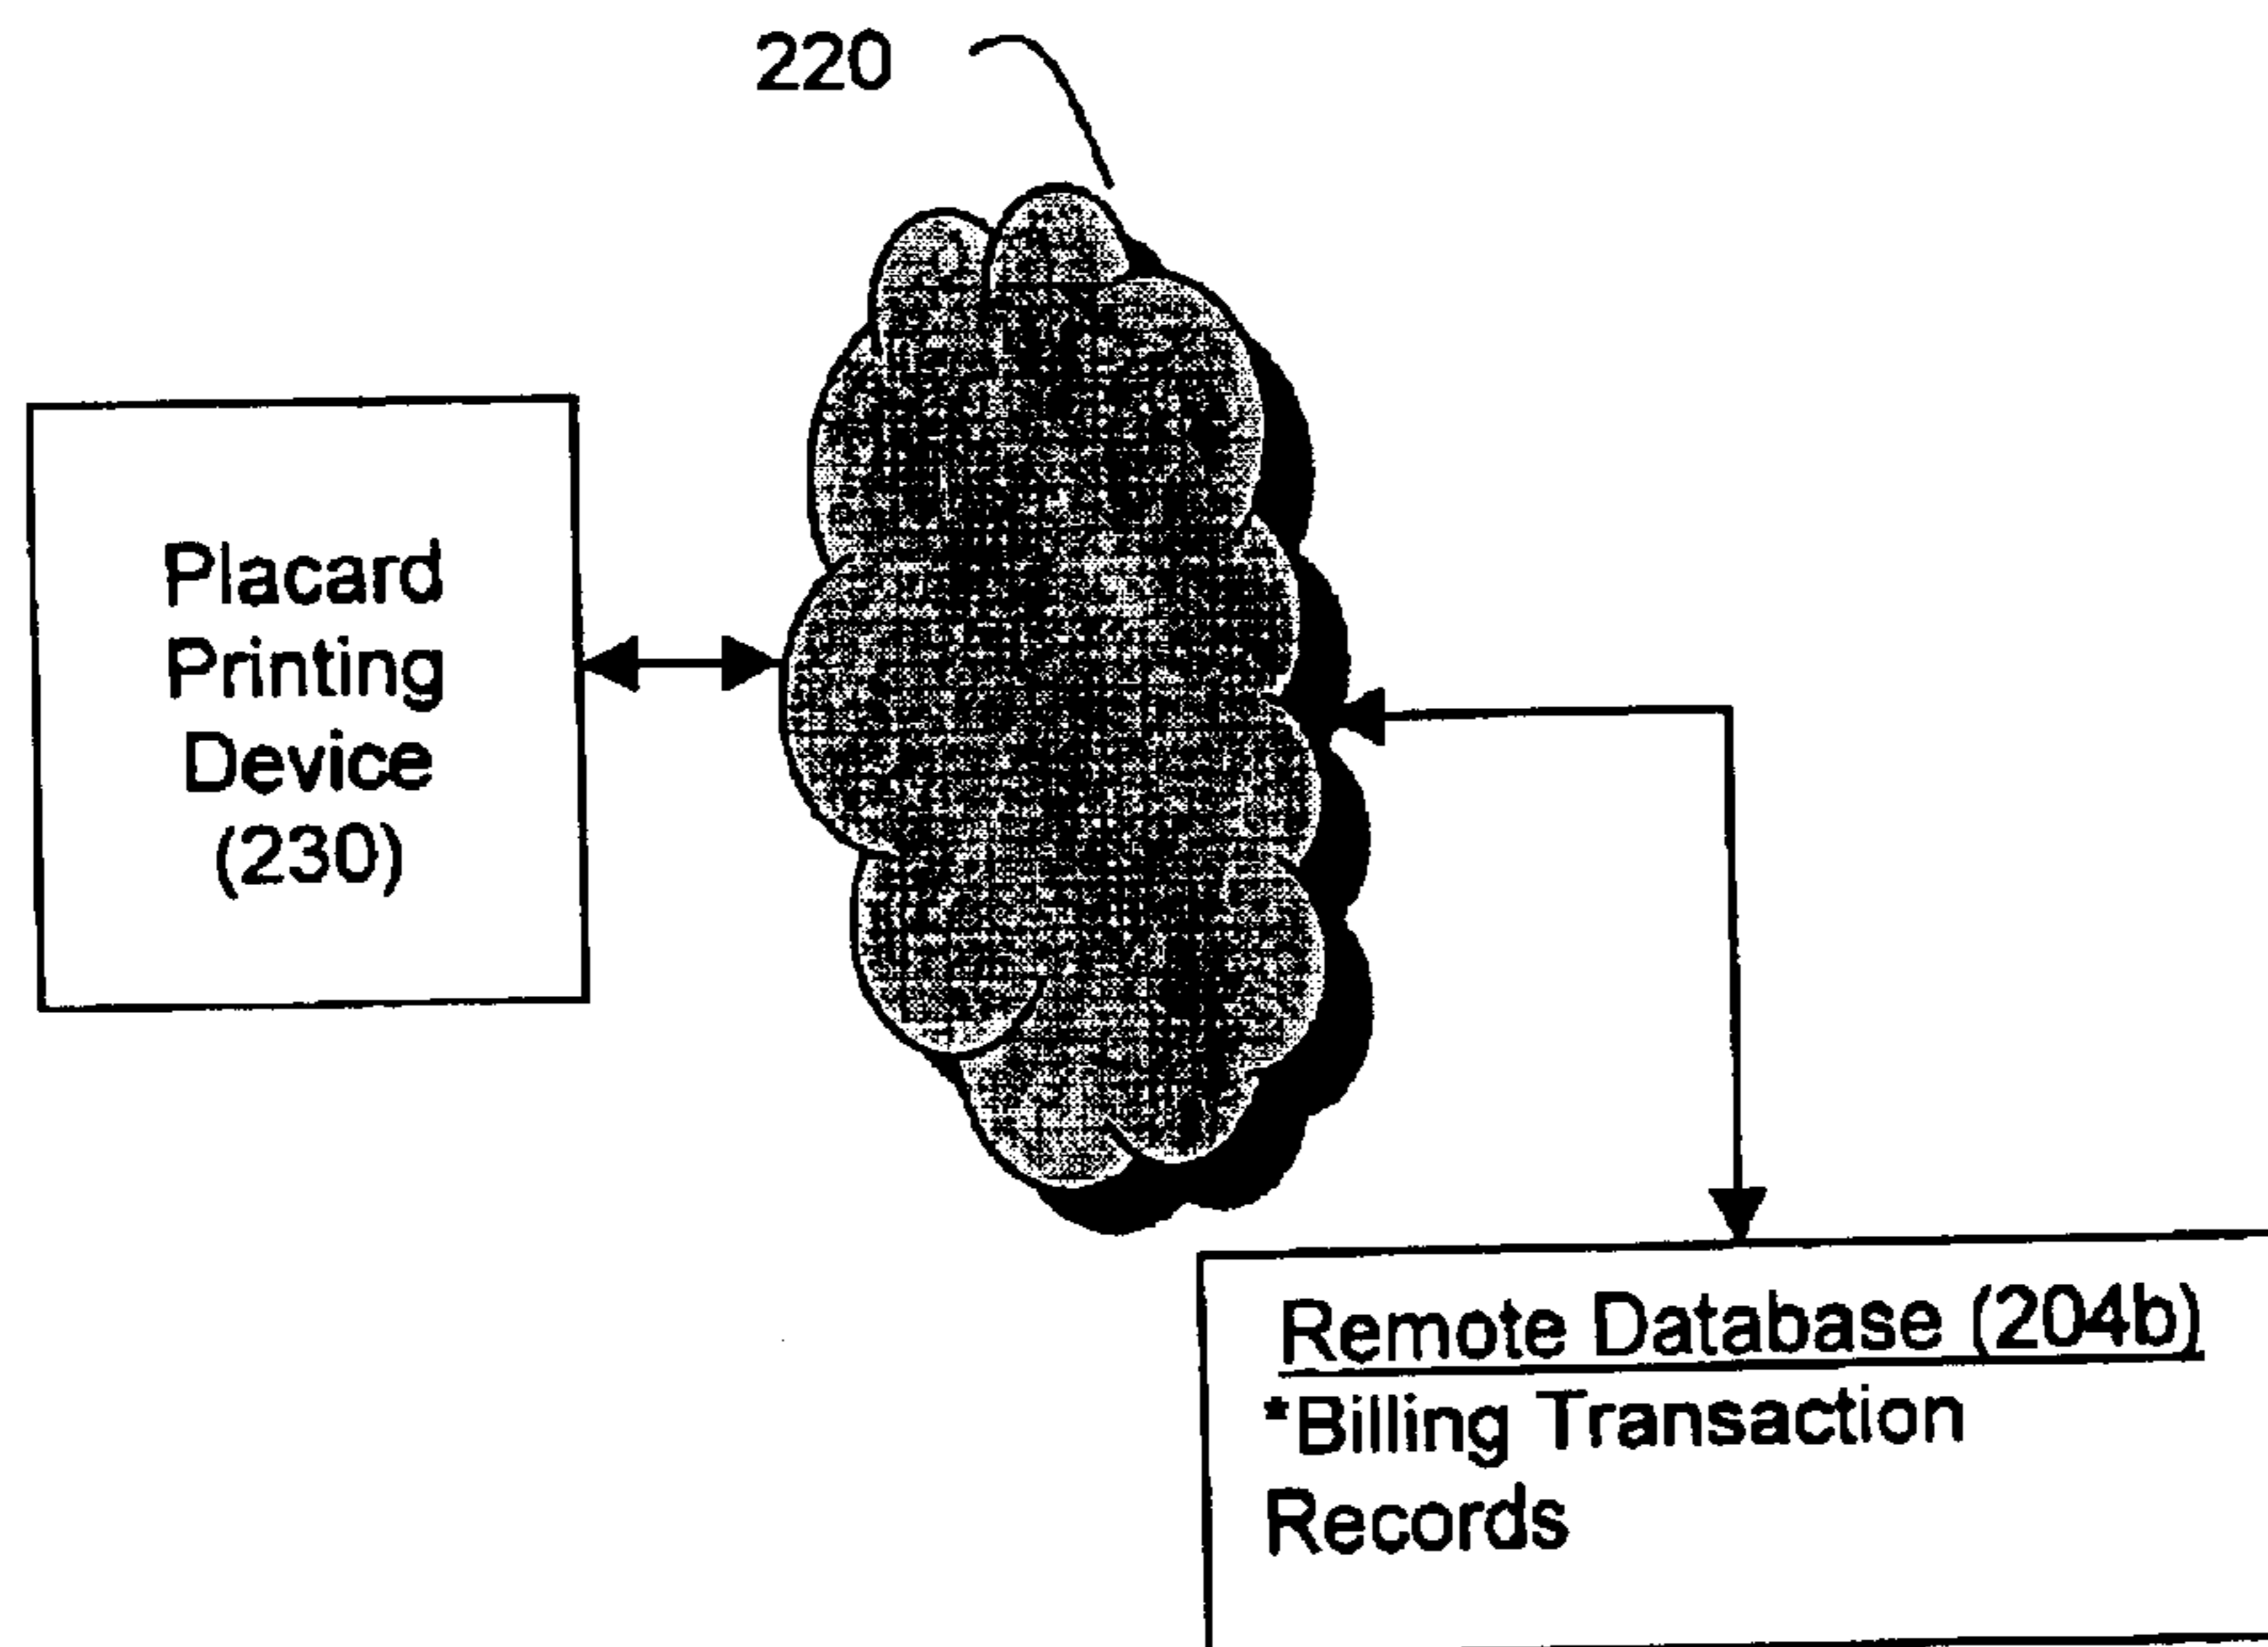 220
Placard
Printing
Device
(230)
Remote Database (204b)
*Billing Transaction
Records